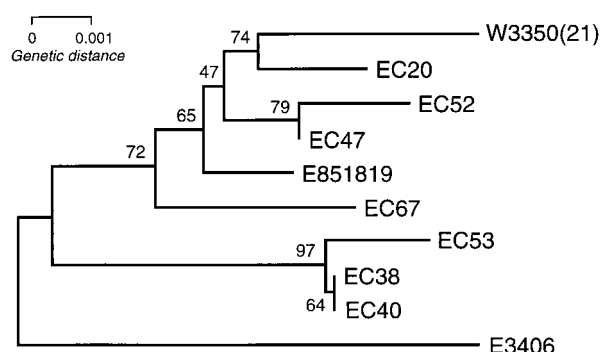 0 0.001
Genetic distance
74
W3350(21)
EC20
47
79
EC52
EC47
65
E851819
72
EC67
97
EC53
EC38
64
EC40
E3406